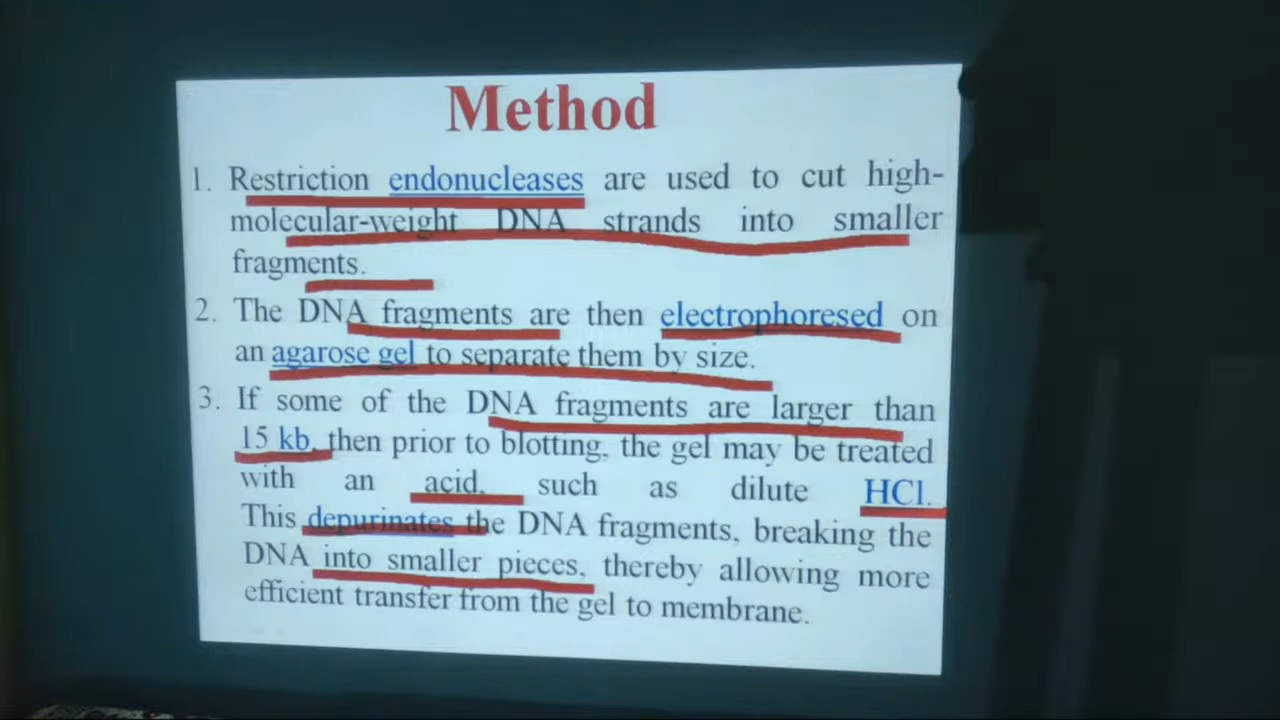 Method
1. Restriction endonucleases are used to cut high-
molecular-weight DNA strands into smaller
fragments.
2. The DNA fragments are then electrophoresed on
an agarose gel to separate them by size.
3. If some of the DNA fragments are larger than
15 kb, then prior to blotting, the gel may be treated
with an acid, such as dilute HCl.
This depurinates the DNA fragments, breaking the
DNA into smaller pieces, thereby allowing more
efficient transfer from the gel to membrane.